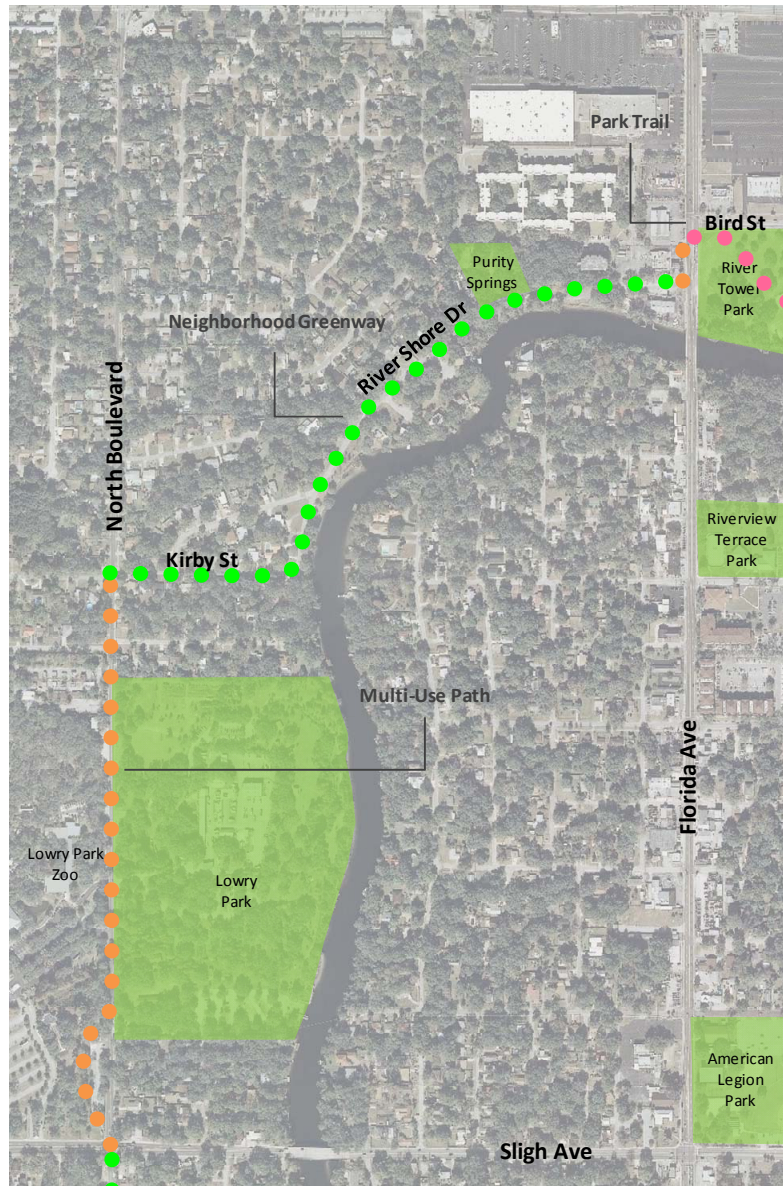 Park Trail
Bird St
River
Tower
Park
Purity
Springs
River Shore Dr
Neighborhood Greenway
North Boulevard
Riverview
Terrace
Park
Kirby St
Multi-Use Path
Florida Ave
Lowry Park
Zoo
Lowry
Park
American
Legion
Park
Sligh Ave